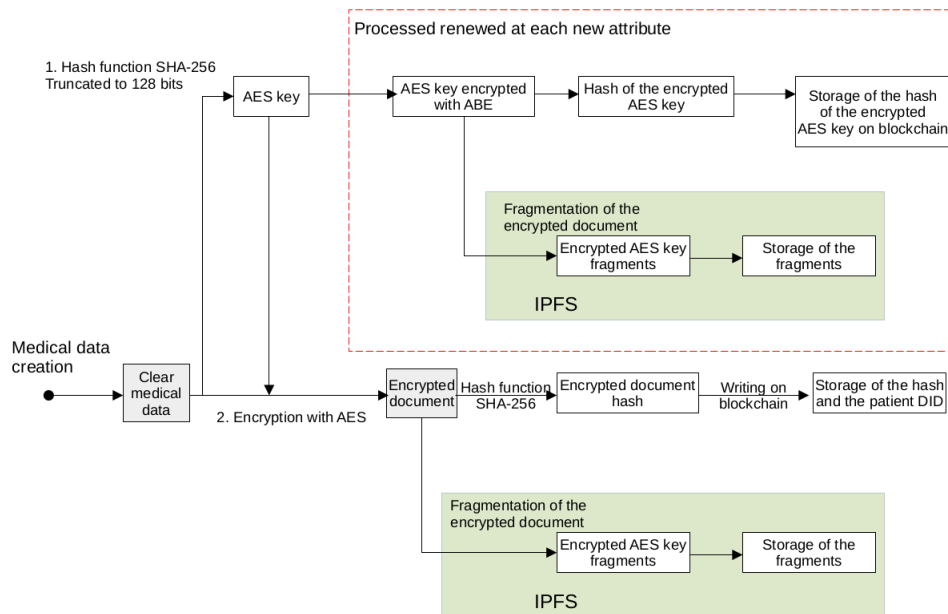 Processed renewed at each new attribute
1. Hash function SHA-256
Truncated to 128 bits
AES key
AES key encrypted
with ABE
Hash of the encrypted
AES key
Storage of the hash
of the encrypted
AES key on blockchain
Fragmentation of the
encrypted document
Encrypted AES key
fragments
Storage of the
fragments
IPFS
Medical data
creation
Clear
medical
data
2. Encryption with AES
Encrypted
document
Hash function
SHA-256
Encrypted document
hash
Writing on
blockchain
Storage of the hash
and the patient DID
Fragmentation of the
encrypted document
Encrypted AES key
fragments
Storage of the
fragments
IPFS